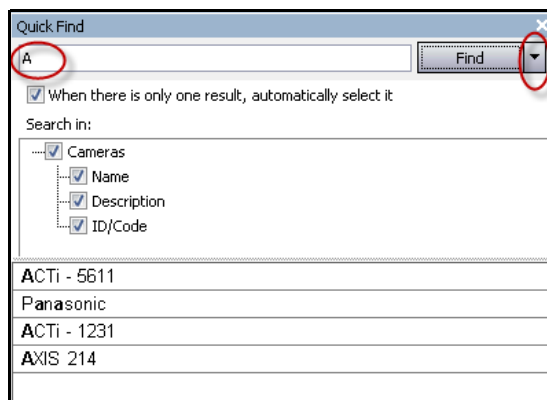 Quick Find
A
Find
When there is only one result, automatically select it
Search in:
Cameras
Name
Description
ID/Code
ACTi - 5611
Panasonic
ACTi - 1231
AXIS 214